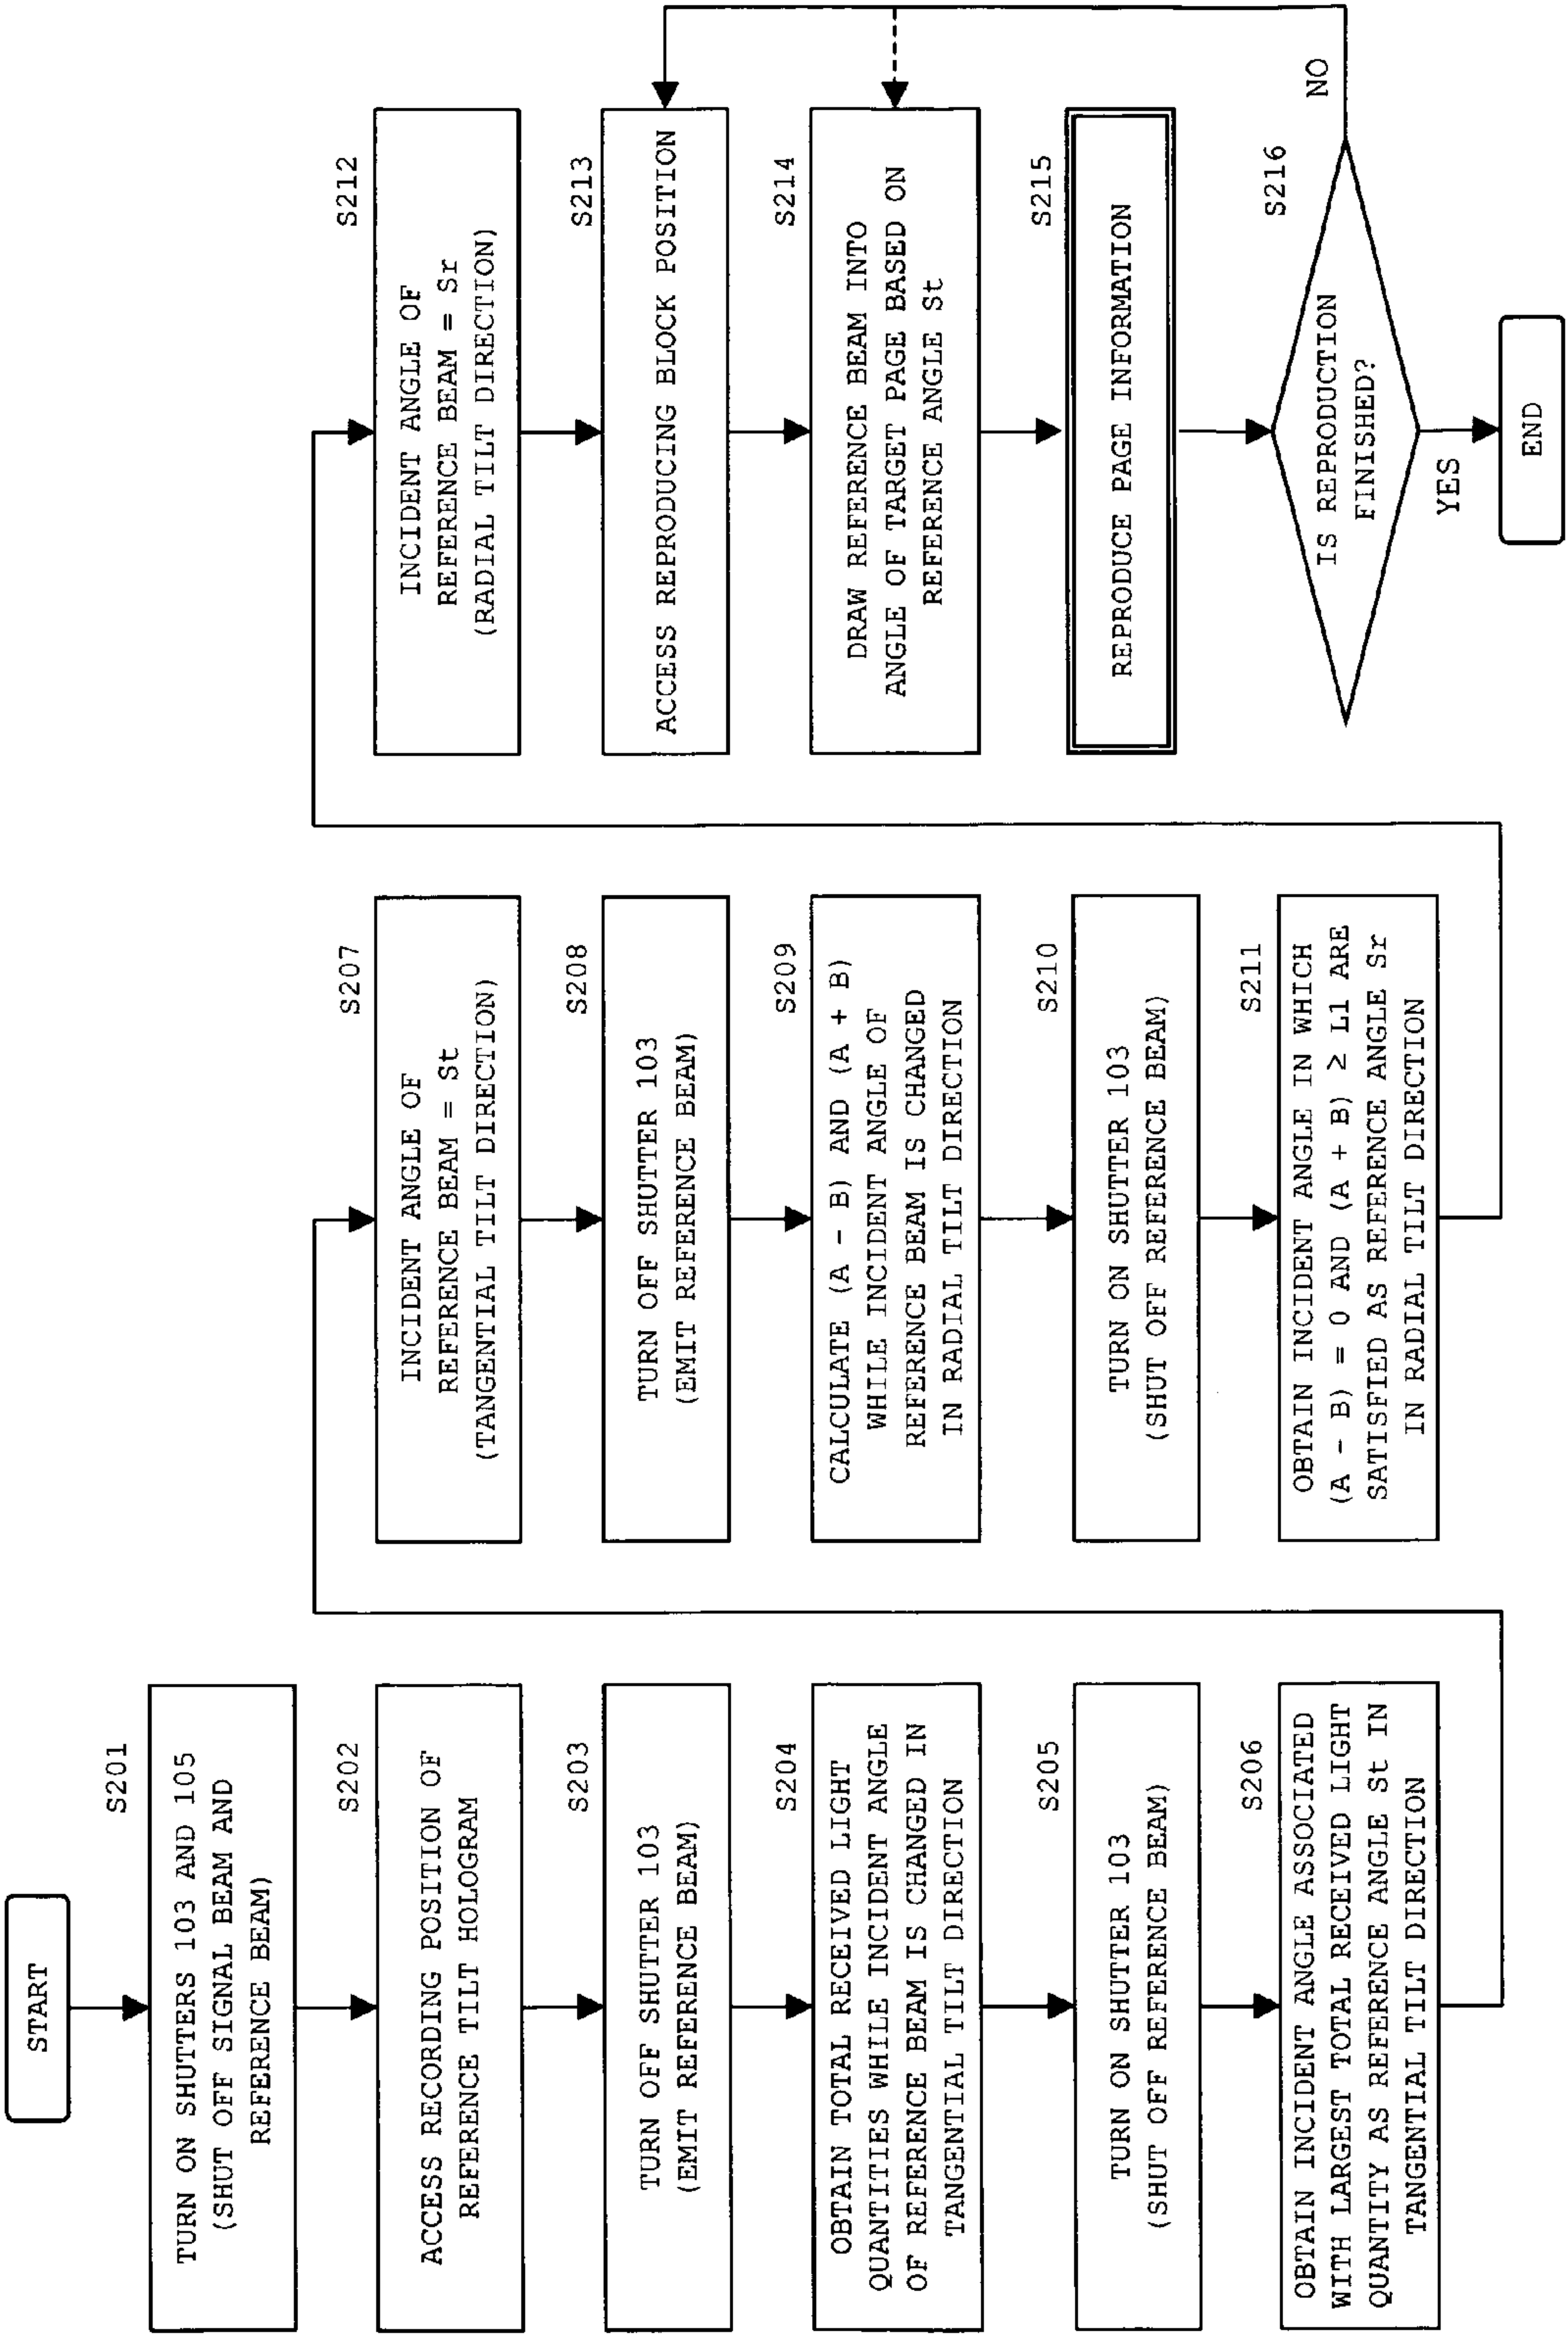 START
S201
TURN ON SHUTTERS 103 AND 105
(SHUT OFF SIGNAL BEAM AND
REFERENCE BEAM)
S202
ACCESS RECORDING POSITION OF
REFERENCE TILT HOLOGRAM
S203
TURN OFF SHUTTER 103
(EMIT REFERENCE BEAM)
S204
OBTAIN TOTAL RECEIVED LIGHT
QUANTITIES WHILE INCIDENT ANGLE
OF REFERENCE BEAM IS CHANGED IN
TANGENTIAL TILT DIRECTION
S205
TURN ON SHUTTER 103
(SHUT OFF REFERENCE BEAM)
S206
OBTAIN INCIDENT ANGLE ASSOCIATED
WITH LARGEST TOTAL RECEIVED LIGHT
QUANTITY AS REFERENCE ANGLE St IN
TANGENTIAL TILT DIRECTION
S207
INCIDENT ANGLE OF
REFERENCE BEAM = St
(TANGENTIAL TILT DIRECTION)
S208
TURN OFF SHUTTER 103
(EMIT REFERENCE BEAM)
S209
CALCULATE (A - B) AND (A + B)
WHILE INCIDENT ANGLE OF
REFERENCE BEAM IS CHANGED
IN RADIAL TILT DIRECTION
S210
TURN ON SHUTTER 103
(SHUT OFF REFERENCE BEAM)
S211
OBTAIN INCIDENT ANGLE IN WHICH
(A - B) = 0 AND (A + B) ≥ L1 ARE
SATISFIED AS REFERENCE ANGLE Sr
IN RADIAL TILT DIRECTION
S212
INCIDENT ANGLE OF
REFERENCE BEAM = Sr
(RADIAL TILT DIRECTION)
S213
ACCESS REPRODUCING BLOCK POSITION
S214
DRAW REFERENCE BEAM INTO
ANGLE OF TARGET PAGE BASED ON
REFERENCE ANGLE St
S215
REPRODUCE PAGE INFORMATION
S216
IS REPRODUCTION
FINISHED?
NO
YES
END